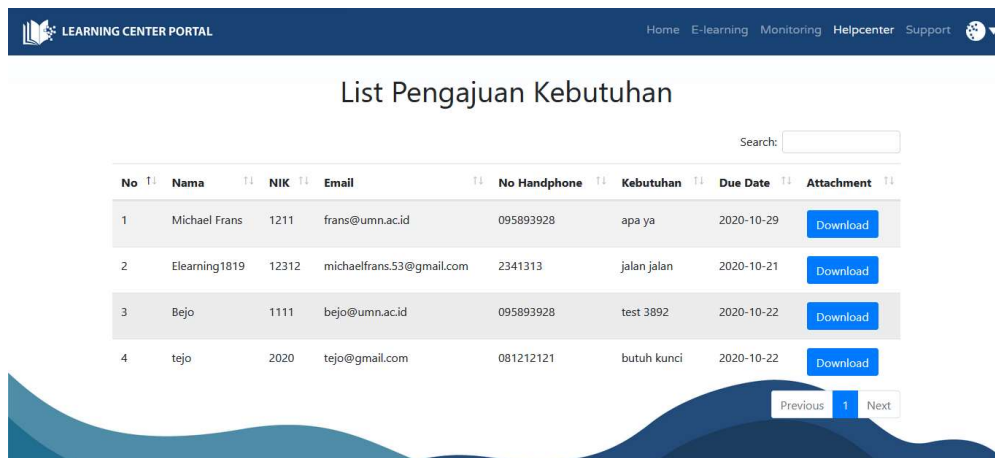 LEARNING CENTER PORTAL Home E-learning Monitoring Helpcenter Support
List Pengajuan Kebutuhan
Search:
No Nama NIK Email No Handphone Kebutuhan Due Date Attachment
1 Michael Frans 1211 frans@umn.ac.id 095893928 apa ya 2020-10-29 Download
2 Elearning1819 12312 michaelfrans.53@gmail.com 2341313 jalan jalan 2020-10-21 Download
3 Bejo 1111 bejo@umn.ac.id 095893928 test 3892 2020-10-22 Download
4 tejo 2020 tejo@gmail.com 081212121 butuh kunci 2020-10-22 Download
Previous 1 Next